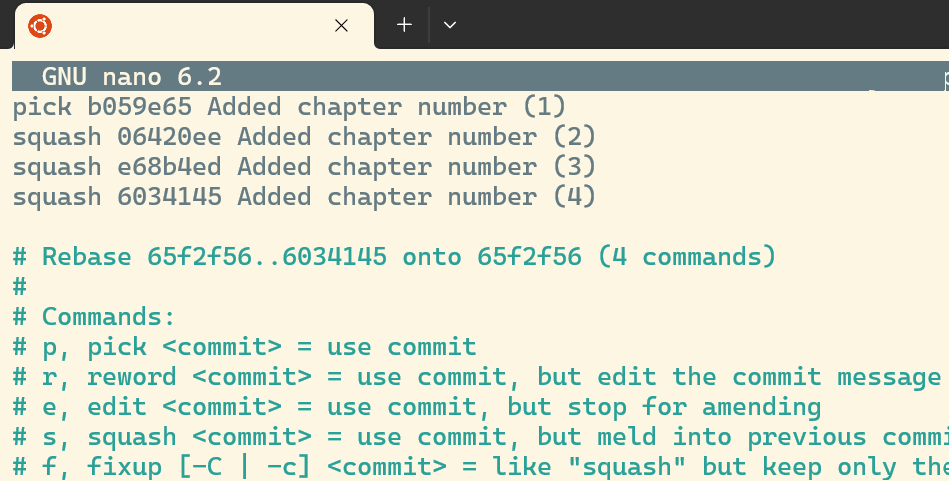 GNU nano 6.2
pick b059e65 Added chapter number (1)
squash 06420ee Added chapter number (2)
squash e68b4ed Added chapter number (3)
squash 6034145 Added chapter number (4)
# Rebase 65f2f56..6034145 onto 65f2f56 (4 commands)
#
# Commands:
# p, pick <commit> = use commit
# r, reword <commit> = use commit, but edit the commit message
# e, edit <commit> = use commit, but stop for amending
# s, squash <commit> = use commit, but meld into previous commi
# f, fixup [-C | -c] <commit> = like "squash" but keep only the